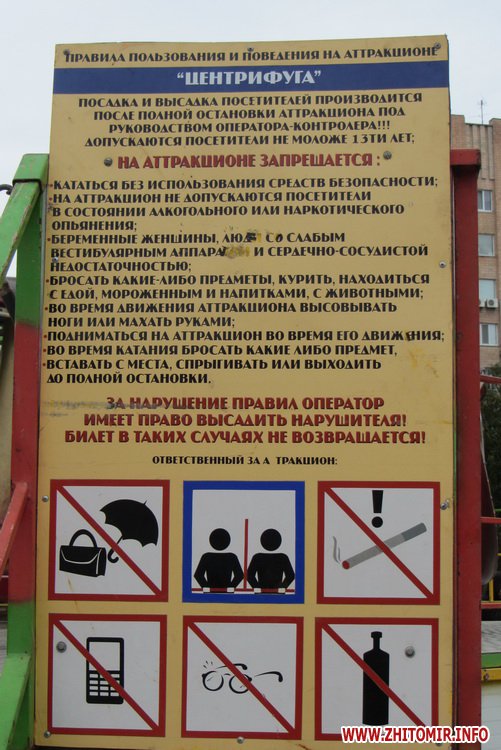 ПРАВИЛА ПОЛЬЗОВАНИЯ И ПОВЕДЕНИЯ НА АТТРАКЦИОНЕ
"ЦЕНТРИФУГА"
ПОСАДКА И ВЫСАДКА ПОСЕТИТЕЛЕЙ ПРОИЗВОДИТСЯ
ПОСЛЕ ПОЛНОЙ ОСТАНОВКИ АТТРАКЦИОНА ПОД
РУКОВОДСТВОМ ОПЕРАТОРА-КОНТРОЛЕРА!!!
ДОПУСКАЮТСЯ ПОСЕТИТЕЛИ НЕ МОЛОЖЕ 13ТИ ЛЕТ;
НА АТТРАКЦИОНЕ ЗАПРЕЩАЕТСЯ:
•КАТАТЬСЯ БЕЗ ИСПОЛЬЗОВАНИЯ СРЕДСТВ БЕЗОПАСНОСТИ;
•НА АТТРАКЦИОН НЕ ДОПУСКАЮТСЯ ПОСЕТИТЕЛИ
В СОСТОЯНИИ АЛКОГОЛЬНОГО ИЛИ НАРКОТИЧЕСКОГО
ОПЬЯНЕНИЯ;
•БЕРЕМЕННЫЕ ЖЕНЩИНЫ, ЛЮДИ СО СЛАБЫМ
ВЕСТИБУЛЯРНЫМ АППАРАТОМ И СЕРДЕЧНО-СОСУДИСТОЙ
НЕДОСТАТОЧНОСТЬЮ;
•БРОСАТЬ КАКИЕ-ЛИБО ПРЕДМЕТЫ, КУРИТЬ, НАХОДИТЬСЯ
С ЕДОЙ, МОРОЖЕННЫМ И НАПИТКАМИ, С ЖИВОТНЫМИ;
•ВО ВРЕМЯ ДВИЖЕНИЯ АТТРАКЦИОНА ВЫСОВЫВАТЬ
НОГИ ИЛИ МАХАТЬ РУКАМИ;
•ПОДНИМАТЬСЯ НА АТТРАКЦИОН ВО ВРЕМЯ ЕГО ДВИЖЕНИЯ;
•ВО ВРЕМЯ КАТАНИЯ БРОСАТЬ КАКИЕ ЛИБО ПРЕДМЕТ,
ВСТАВАТЬ С МЕСТА, СПРЫГИВАТЬ ИЛИ ВЫХОДИТЬ
ДО ПОЛНОЙ ОСТАНОВКИ.
ЗА НАРУШЕНИЕ ПРАВИЛ ОПЕРАТОР
ИМЕЕТ ПРАВО ВЫСАДИТЬ НАРУШИТЕЛЯ!
БИЛЕТ В ТАКИХ СЛУЧАЯХ НЕ ВОЗВРАЩАЕТСЯ!
ОТВЕТСТВЕННЫЙ ЗА А ТРАКЦИОН:
WWW.ZHITOMIR.INFO